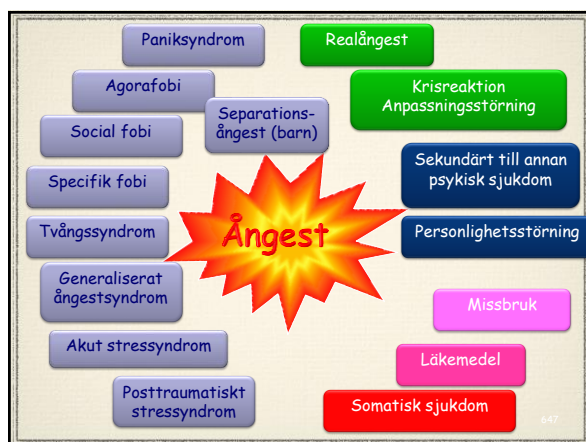 Paniksyndrom
Realångest
Agorafobi
Krisreaktion
Anpassningsstörning
Separations-
ångest (barn)
Social fobi
Sekundärt till annan
psykisk sjukdom
Specifik fobi
Tvångssyndrom
Ångest
Personlighetsstörning
Generaliserat
ångestsyndrom
Missbruk
Akut stressyndrom
Läkemedel
Posttraumatiskt
stressyndrom
Somatisk sjukdom
647